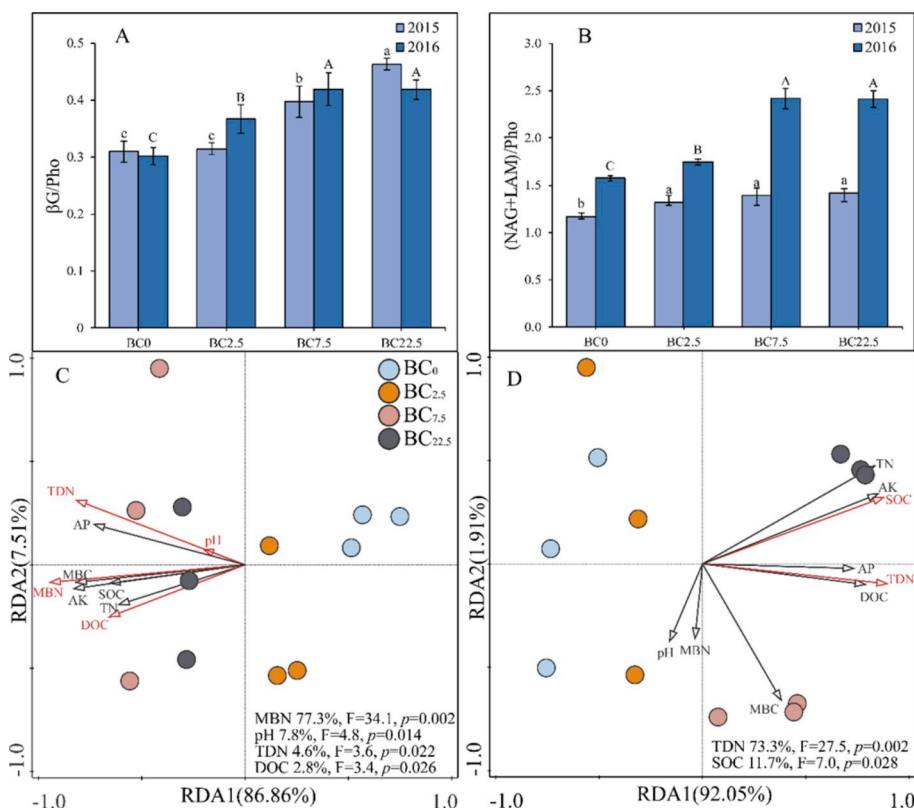 A
2015
2016
0.5
0.4
0.3
0.2
0.1
0
βG/Pho
c
C
c
B
b
A
a
A
BC0
BC2.5
BC7.5
BC22.5
B
2015
2016
3.0
2.5
2.0
1.5
1.0
0.5
0.0
(NAG+LAM)/Pho
b
C
a
B
a
A
a
A
BC0
BC2.5
BC7.5
BC22.5
C
BC0
BC2.5
BC7.5
BC22.5
1.0
-1.0
RDA2(7.51%)
TDN
AP
pH
MBC
MBN
SOC
AK
TN
DOC
MBN 77.3%, F=34.1, p=0.002
pH 7.8%, F=4.8, p=0.014
TDN 4.6%, F=3.6, p=0.022
DOC 2.8%, F=3.4, p=0.026
-1.0
RDA1(86.86%)
1.0
D
1.0
-1.0
RDA2(1.91%)
TN
AK
SOC
AP
TDN
DOC
pH
MBN
MBC
TDN 73.3%, F=27.5, p=0.002
SOC 11.7%, F=7.0, p=0.028
-1.0
RDA1(92.05%)
1.0